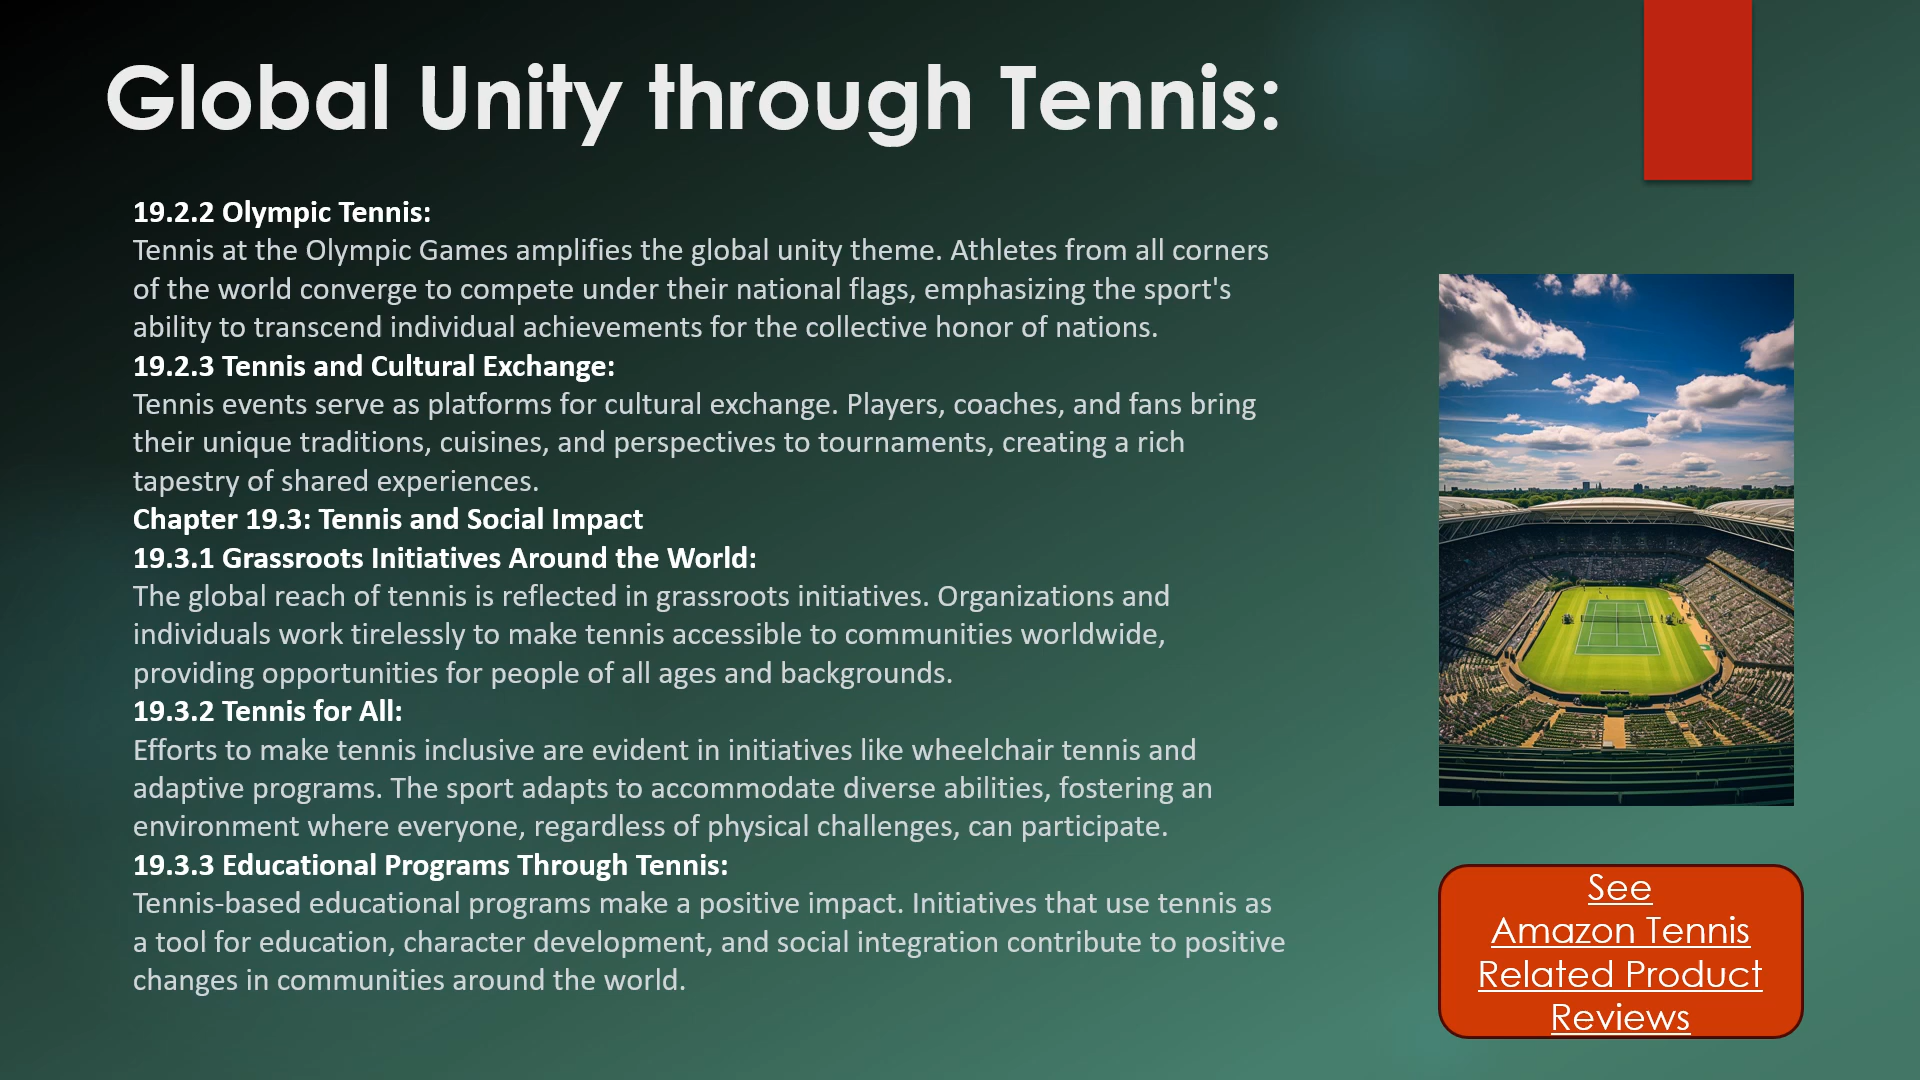 Global Unity through Tennis:
19.2.2 Olympic Tennis:
Tennis at the Olympic Games amplifies the global unity theme. Athletes from all corners
of the world converge to compete under their national flags, emphasizing the sport's
ability to transcend individual achievements for the collective honor of nations.
19.2.3 Tennis and Cultural Exchange:
Tennis events serve as platforms for cultural exchange. Players, coaches, and fans bring
their unique traditions, cuisines, and perspectives to tournaments, creating a rich
tapestry of shared experiences.
Chapter 19.3: Tennis and Social Impact
19.3.1 Grassroots Initiatives Around the World:
The global reach of tennis is reflected in grassroots initiatives. Organizations and
individuals work tirelessly to make tennis accessible to communities worldwide,
providing opportunities for people of all ages and backgrounds.
19.3.2 Tennis for All:
Efforts to make tennis inclusive are evident in initiatives like wheelchair tennis and
adaptive programs. The sport adapts to accommodate diverse abilities, fostering an
environment where everyone, regardless of physical challenges, can participate.
19.3.3 Educational Programs Through Tennis:
Tennis-based educational programs make a positive impact. Initiatives that use tennis as
a tool for education, character development, and social integration contribute to positive
changes in communities around the world.
See
Amazon Tennis
Related Product
Reviews